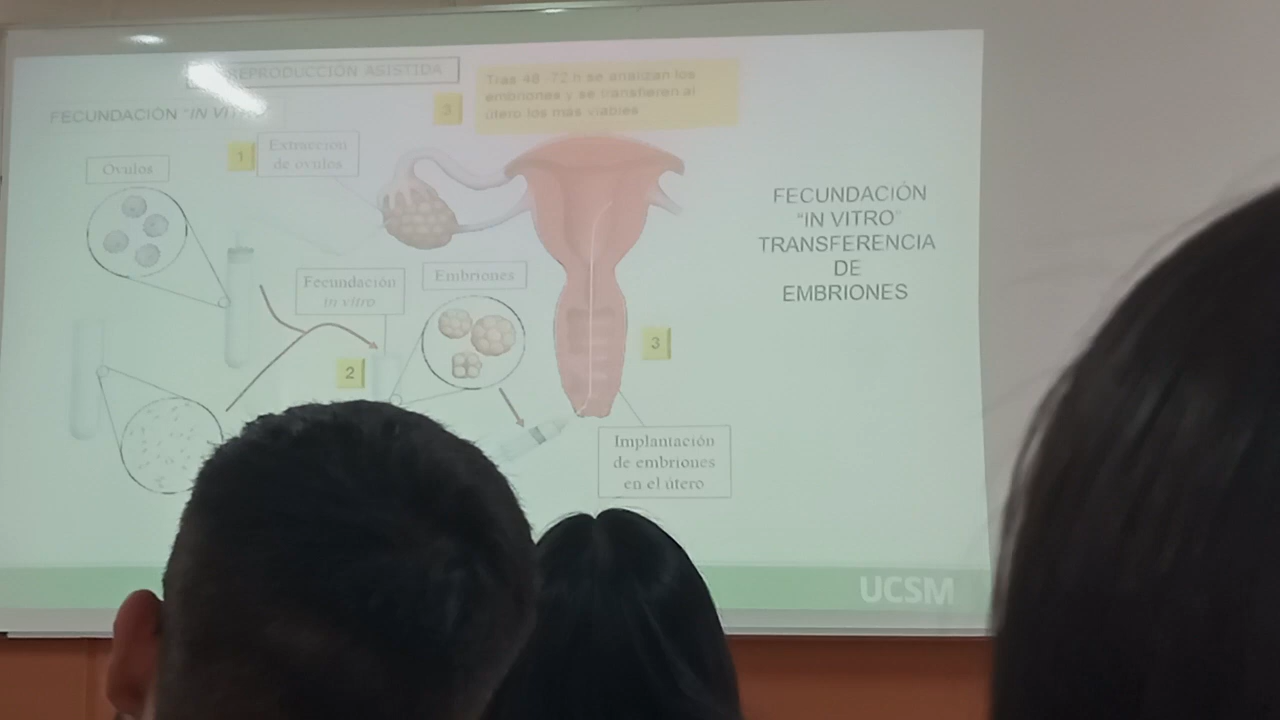 REPRODUCCIÓN ASISTIDA
FECUNDACIÓN "IN VITRO"
3
Tras 48 72 h se analizan los
embriones y se transfieren al
útero los más viables
1
Extracción
de óvulos
Óvulos
Fecundación
in vitro
Embriones
2
3
Implantación
de embriones
en el útero
FECUNDACIÓN
"IN VITRO"
TRANSFERENCIA
DE
EMBRIONES
UCSM